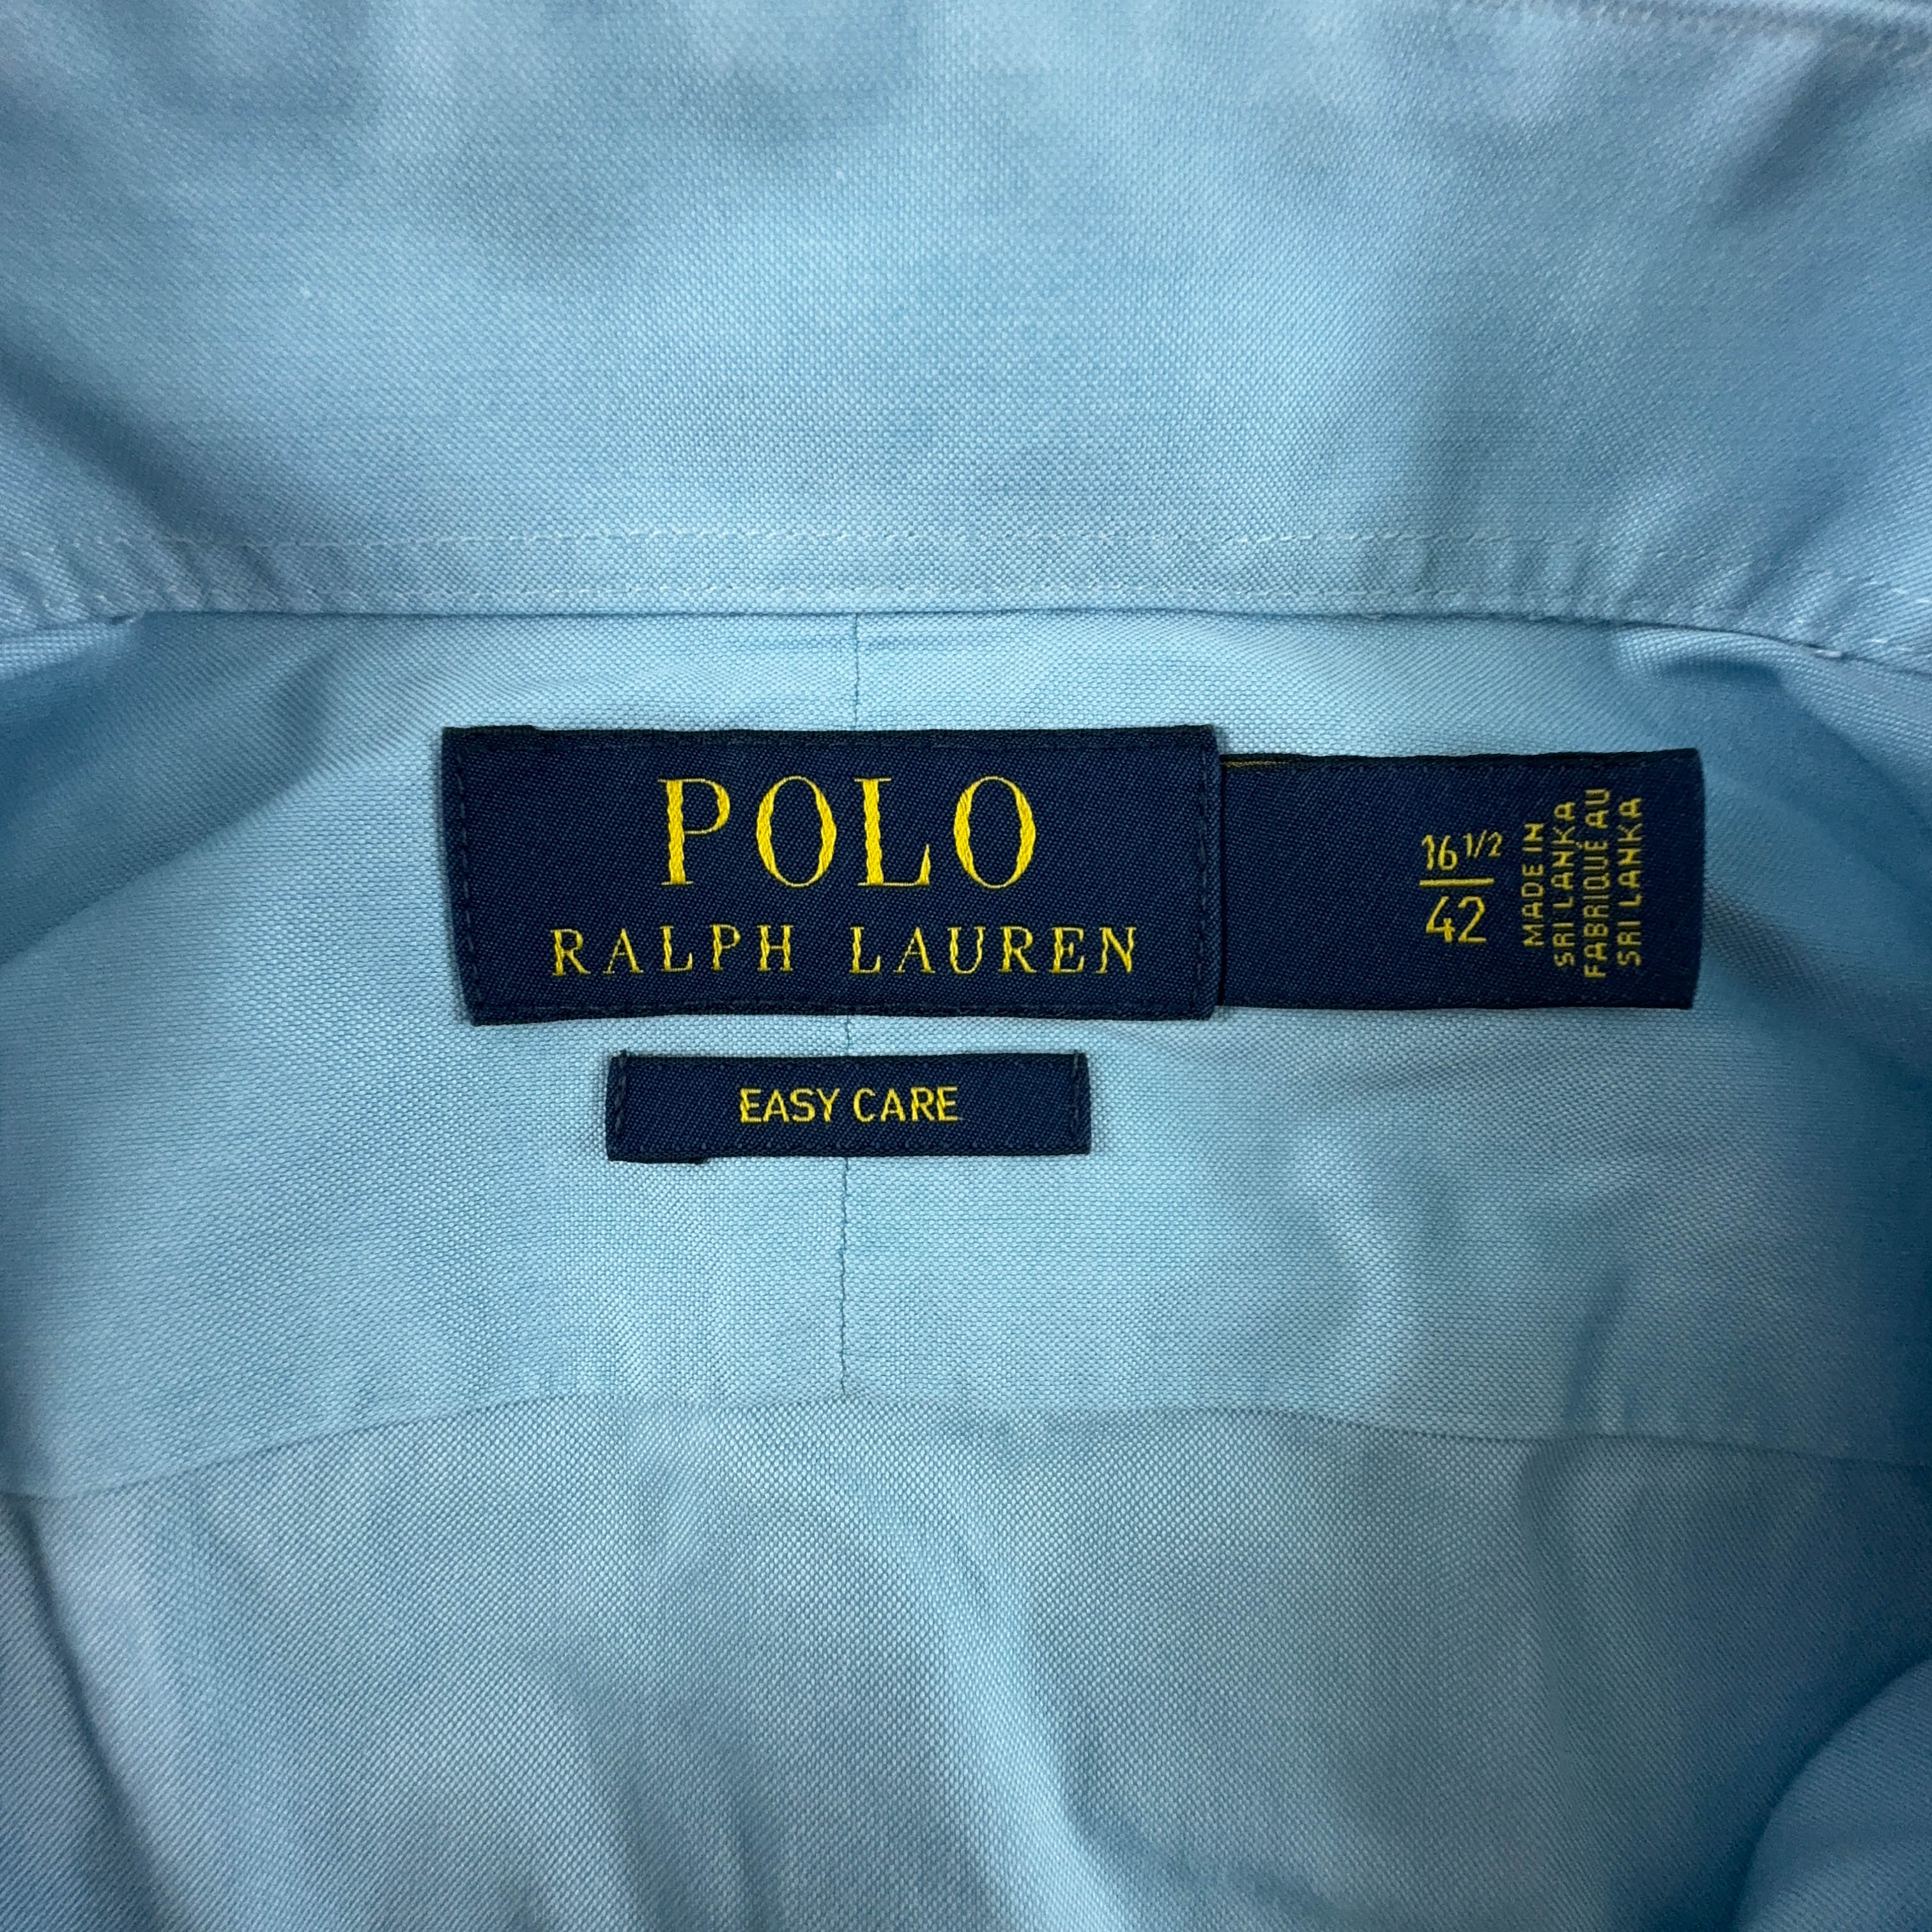 POLO
RALPH LAUREN
16 1/2
42
MADE IN
SRI LANKA
FABRIQUÉ AU
SRI LANKA
EASY CARE